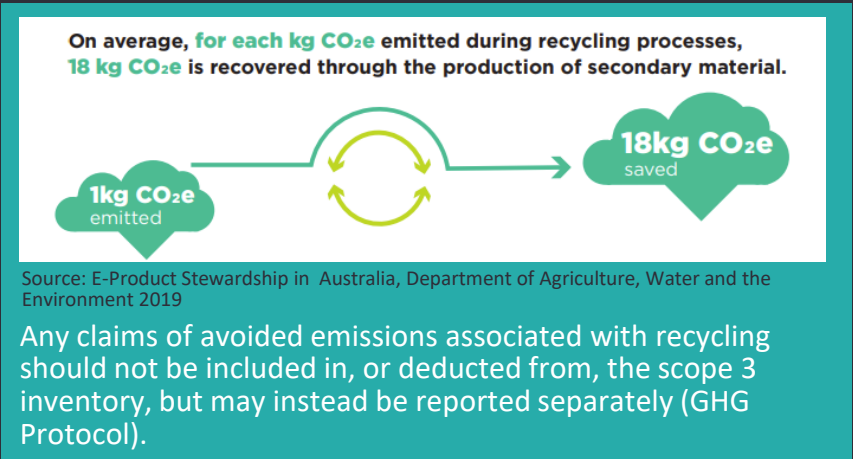 On average, for each kg CO₂e emitted during recycling processes,
18 kg CO₂e is recovered through the production of secondary material.
1kg CO₂e
emitted
18kg CO₂e
saved
Source: E-Product Stewardship in  Australia, Department of Agriculture, Water and the
Environment 2019
Any claims of avoided emissions associated with recycling
should not be included in, or deducted from, the scope 3
inventory, but may instead be reported separately (GHG
Protocol).